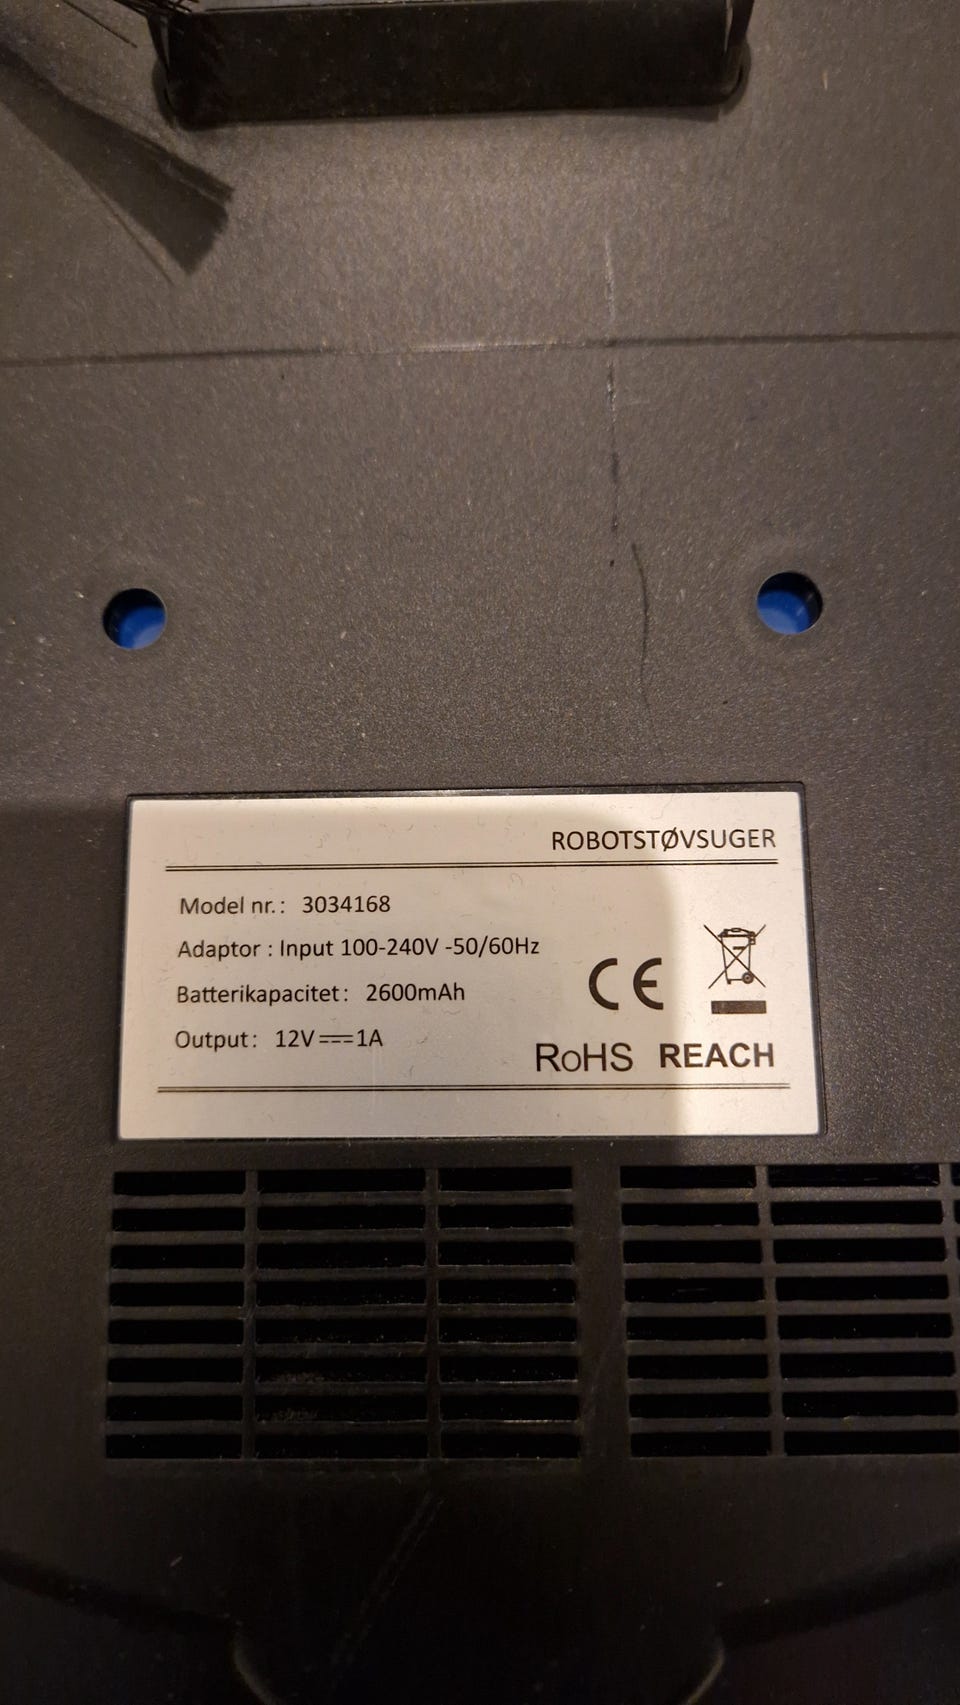 ROBOTSTØVSUGER
Model nr.: 3034168
Adaptor : Input 100-240V -50/60Hz
Batterikapacitet: 2600mAh
Output: 12V⎓1A
CE
RoHS REACH